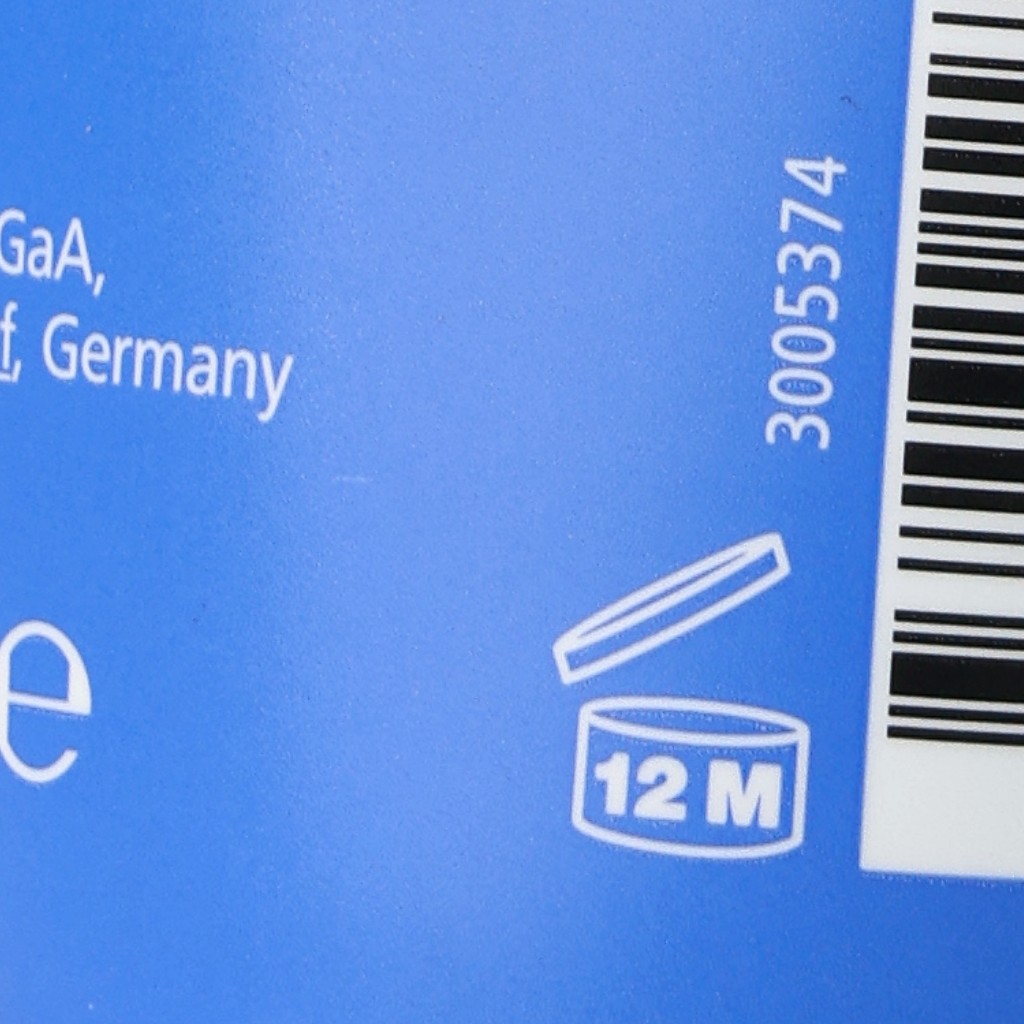 GaA,
f, Germany
3005374
e
12 M